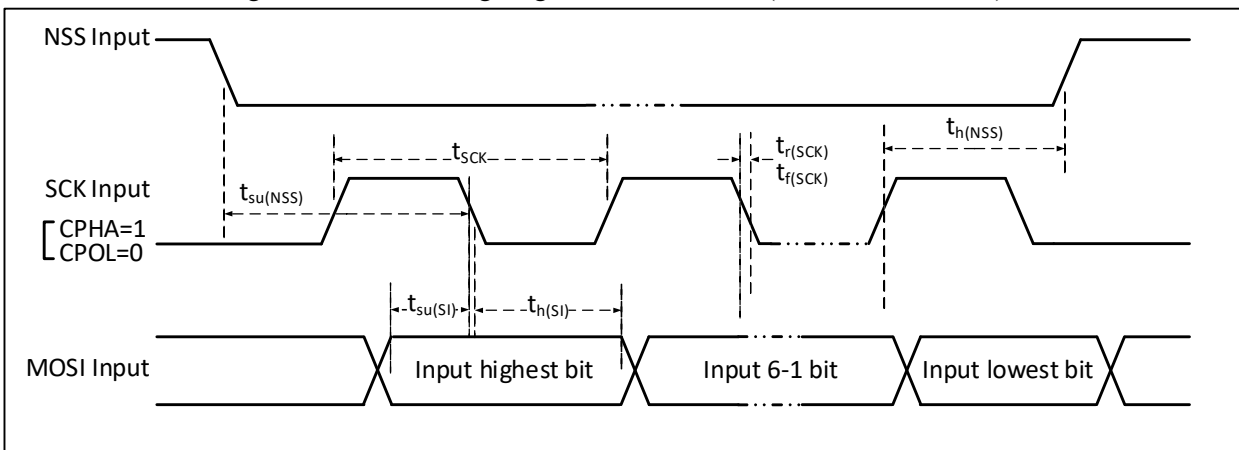 NSS Input
th(NSS)
tSCK
tr(SCK)
tf(SCK)
SCK Input
tsu(NSS)
CPHA=1
CPOL=0
tsu(SI)
th(SI)
MOSI Input
Input highest bit
Input 6-1 bit
Input lowest bit